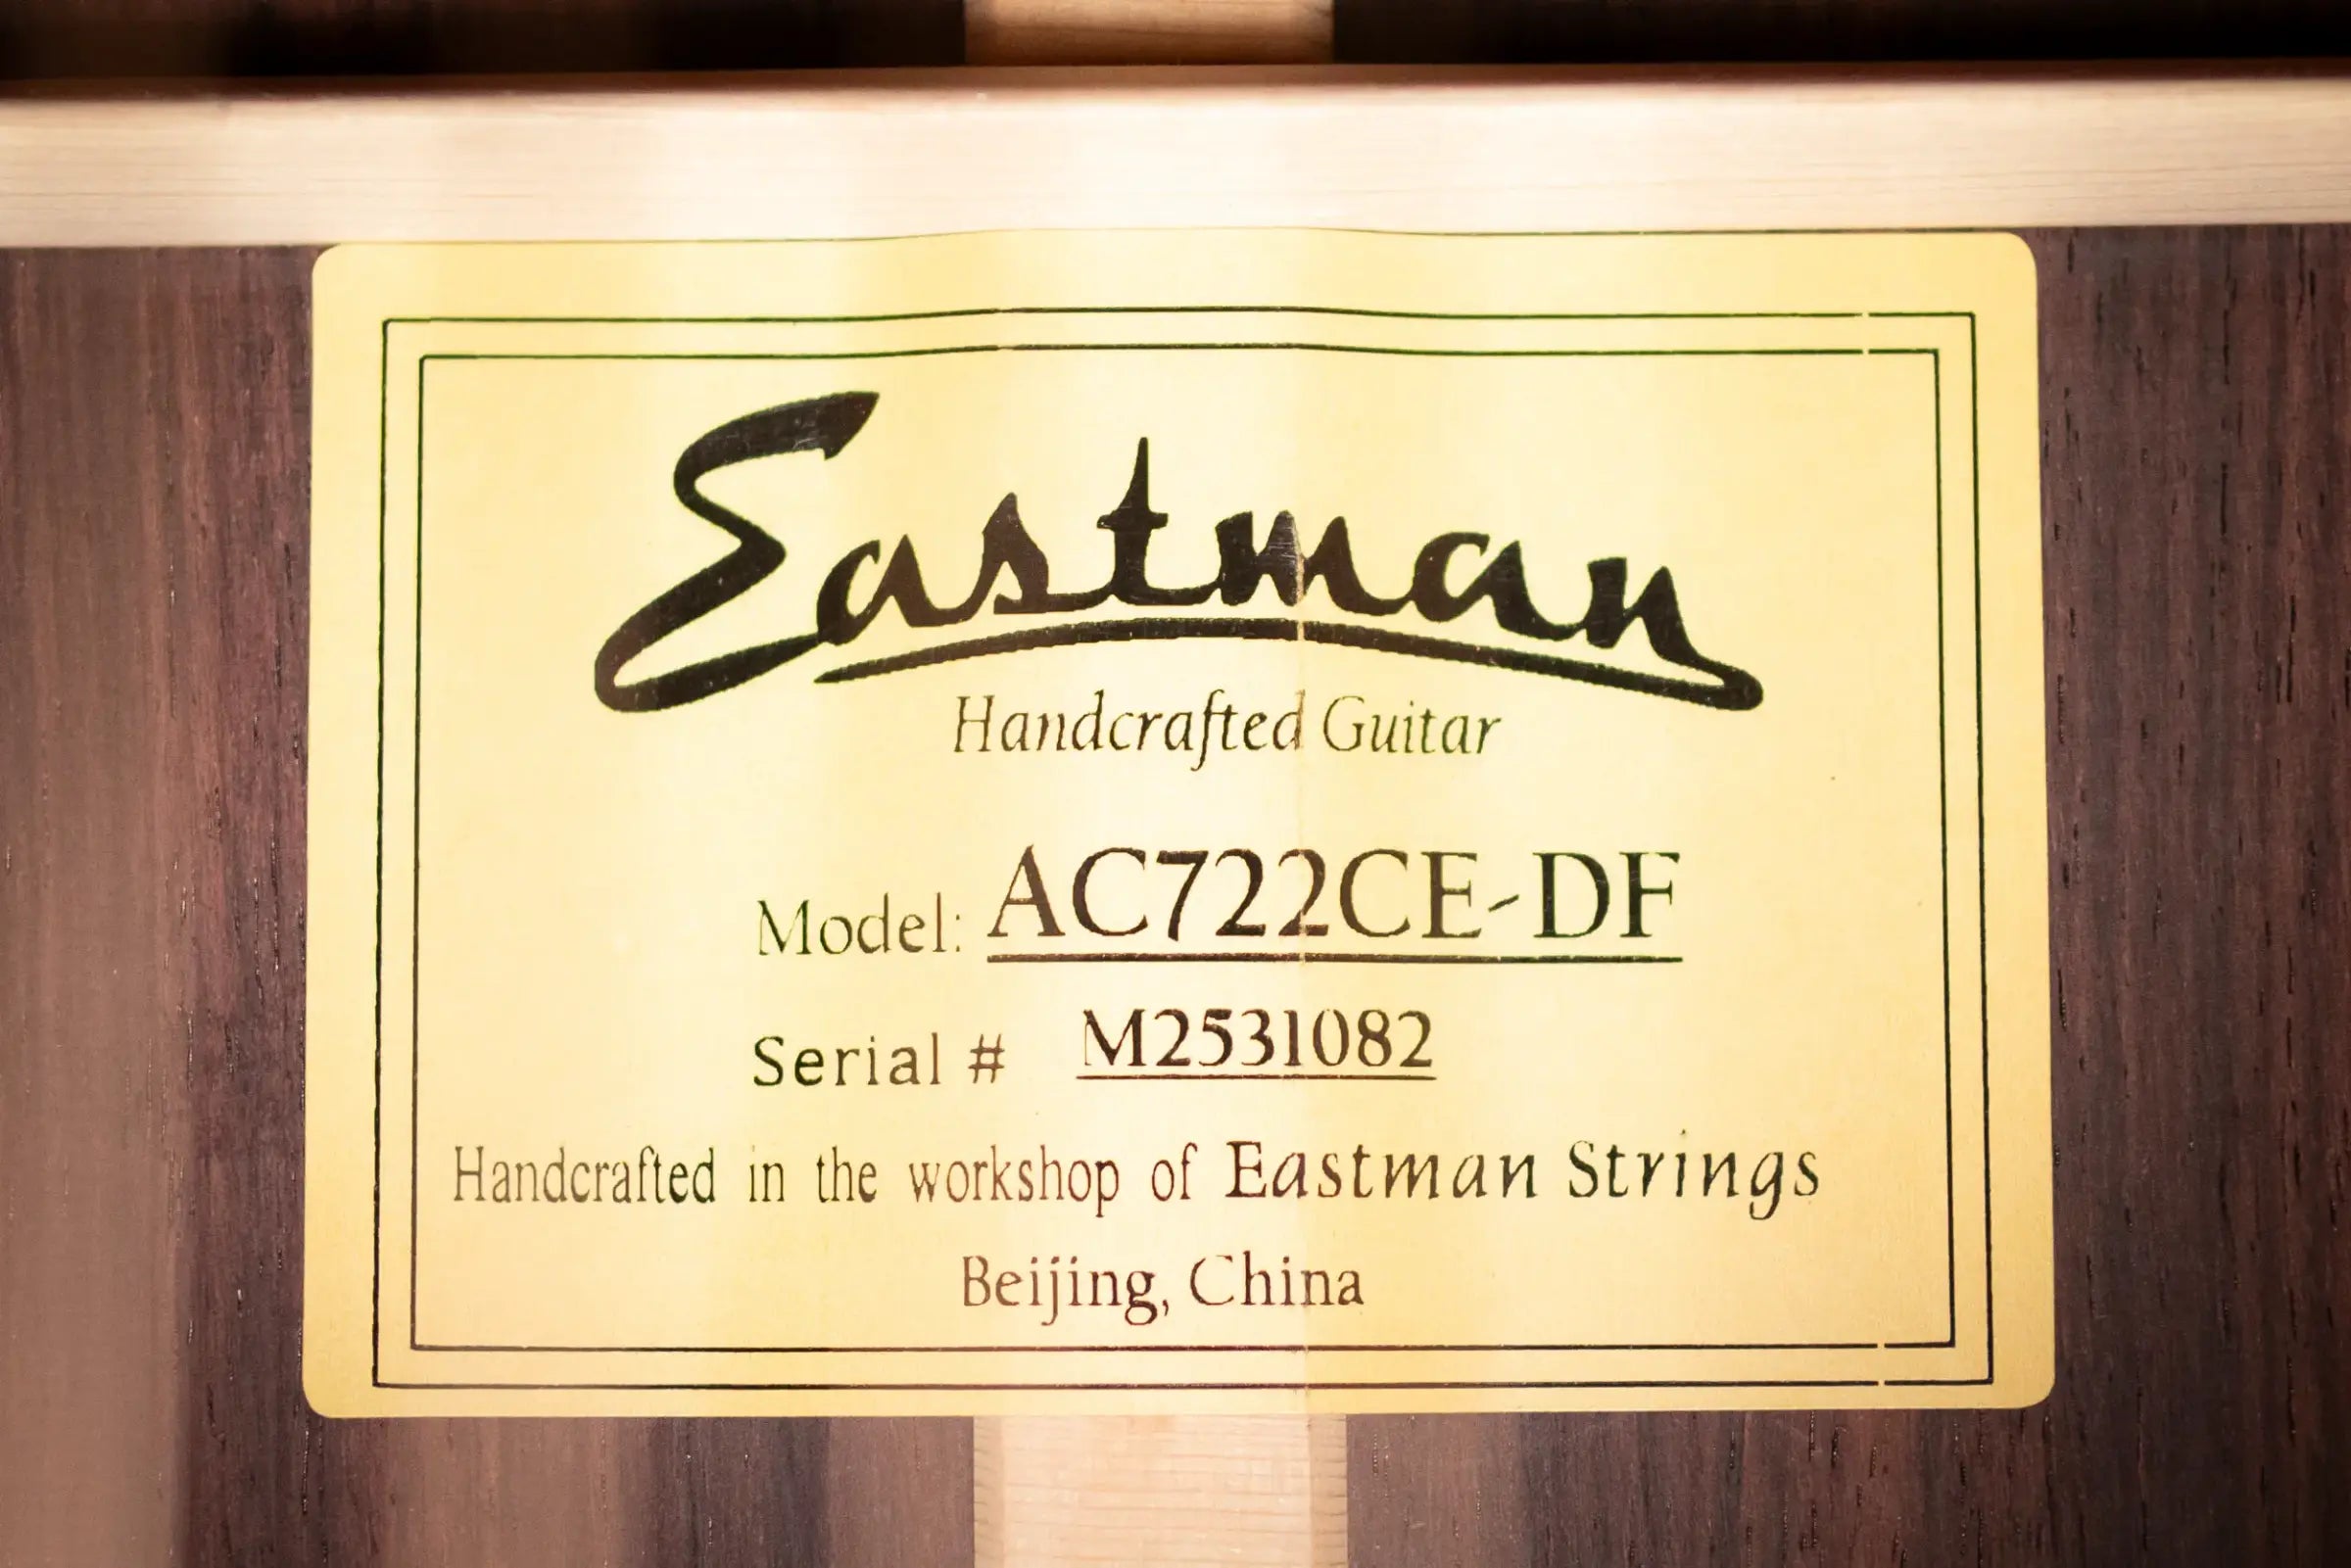 Eastman
Handcrafted Guitar
Model: AC722CE-DF
Serial # M2531082
Handcrafted in the workshop of Eastman Strings
Beijing, China